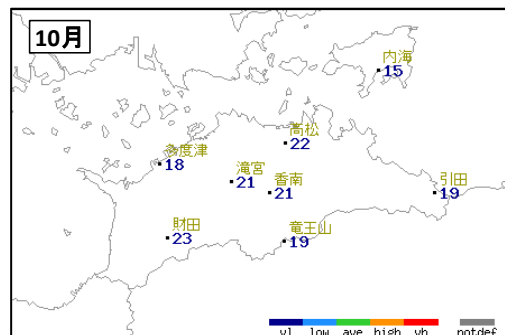 10月
内海
15
高松
22
多度津
18
滝宮
21
香南
21
引田
19
財田
23
竜王山
19
vl low ave high vh notdef